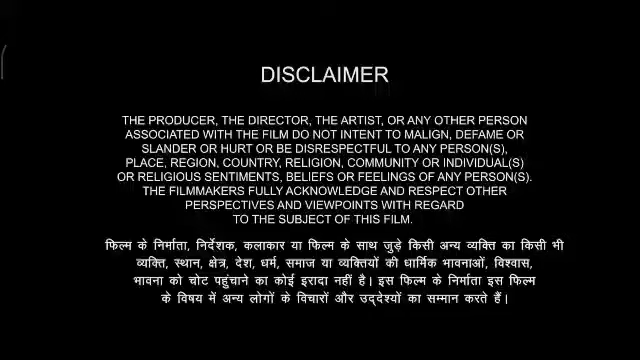 DISCLAIMER
THE PRODUCER, THE DIRECTOR, THE ARTIST, OR ANY OTHER PERSON
ASSOCIATED WITH THE FILM DO NOT INTENT TO MALIGN, DEFAME OR
SLANDER OR HURT OR BE DISRESPECTFUL TO ANY PERSON(S),
PLACE, REGION, COUNTRY, RELIGION, COMMUNITY OR INDIVIDUAL(S)
OR RELIGIOUS SENTIMENTS, BELIEFS OR FEELINGS OF ANY PERSON(S).
THE FILMMAKERS FULLY ACKNOWLEDGE AND RESPECT OTHER
PERSPECTIVES AND VIEWPOINTS WITH REGARD
TO THE SUBJECT OF THIS FILM.
फिल्म के निर्माता, निर्देशक, कलाकार या फिल्म के साथ जुड़े किसी अन्य व्यक्ति का किसी भी
व्यक्ति, स्थान, क्षेत्र, देश, धर्म, समाज या व्यक्तियों की धार्मिक भावनाओं, विश्वास,
भावना को चोट पहुंचाने का कोई इरादा नहीं है। इस फिल्म के निर्माता इस फिल्म
के विषय में अन्य लोगों के विचारों और उद्देश्यों का सम्मान करते हैं।